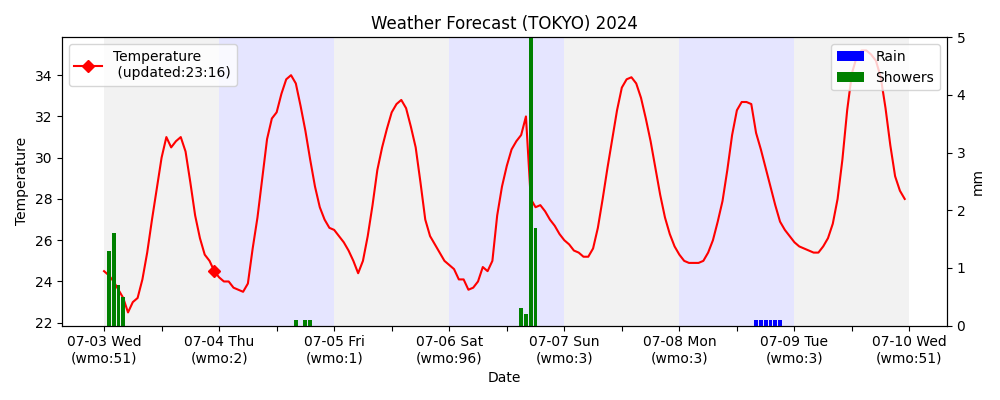 Weather Forecast (TOKYO) 2024
Temperature
(updated:23:16)
Rain
Showers
Temperature
34
32
30
28
26
24
22
5
4
3
2
1
0
mm
07-03 Wed
(wmo:51)
07-04 Thu
(wmo:2)
07-05 Fri
(wmo:1)
07-06 Sat
(wmo:96)
07-07 Sun
(wmo:3)
07-08 Mon
(wmo:3)
07-09 Tue
(wmo:3)
07-10 Wed
(wmo:51)
Date